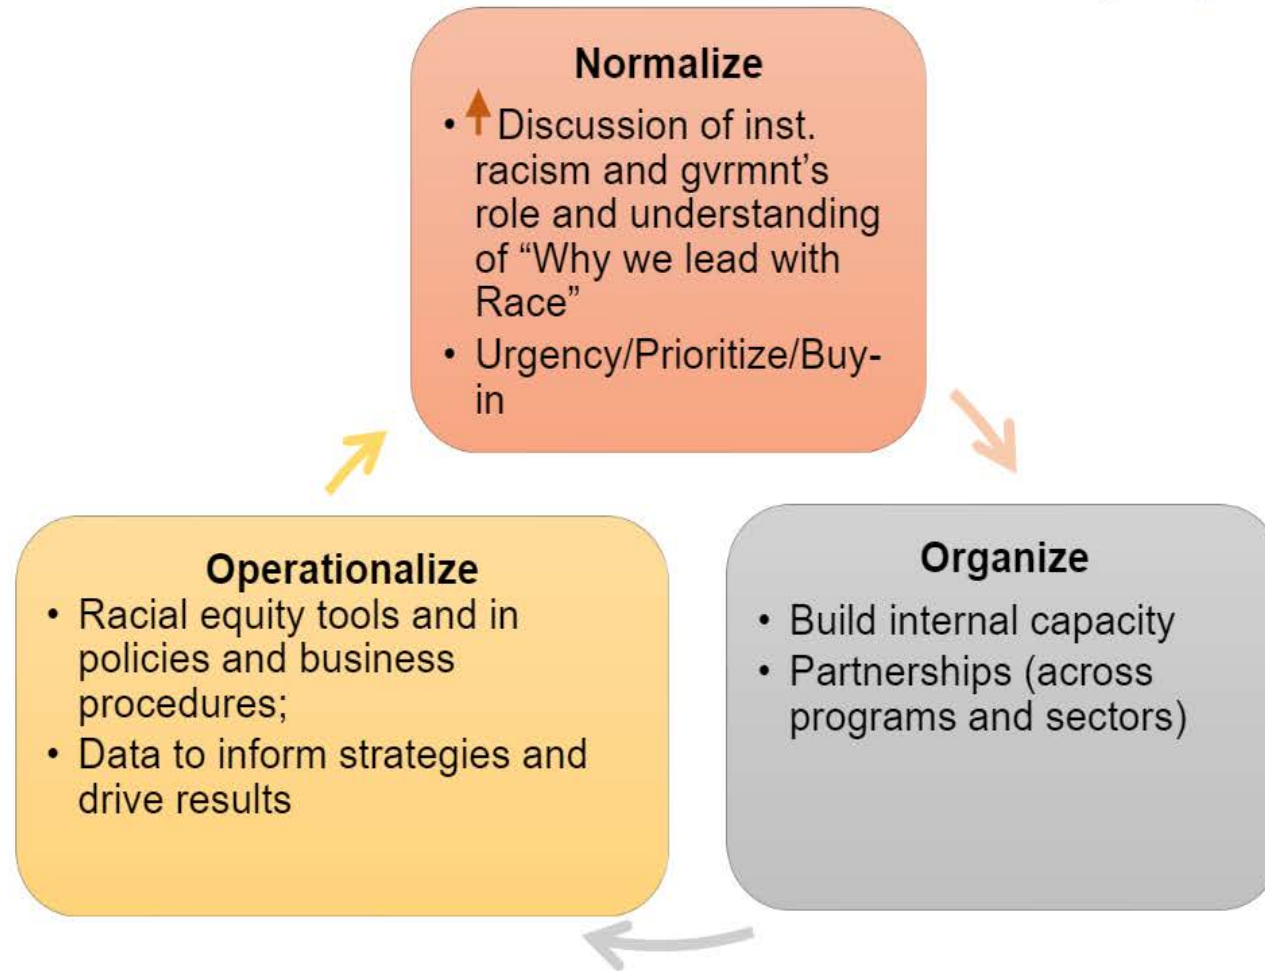 Normalize
• Discussion of inst.
racism and gvrmnt’s
role and understanding
of “Why we lead with
Race”
• Urgency/Prioritize/Buy-
in
Operationalize
• Racial equity tools and in
policies and business
procedures;
• Data to inform strategies and
drive results
Organize
• Build internal capacity
• Partnerships (across
programs and sectors)